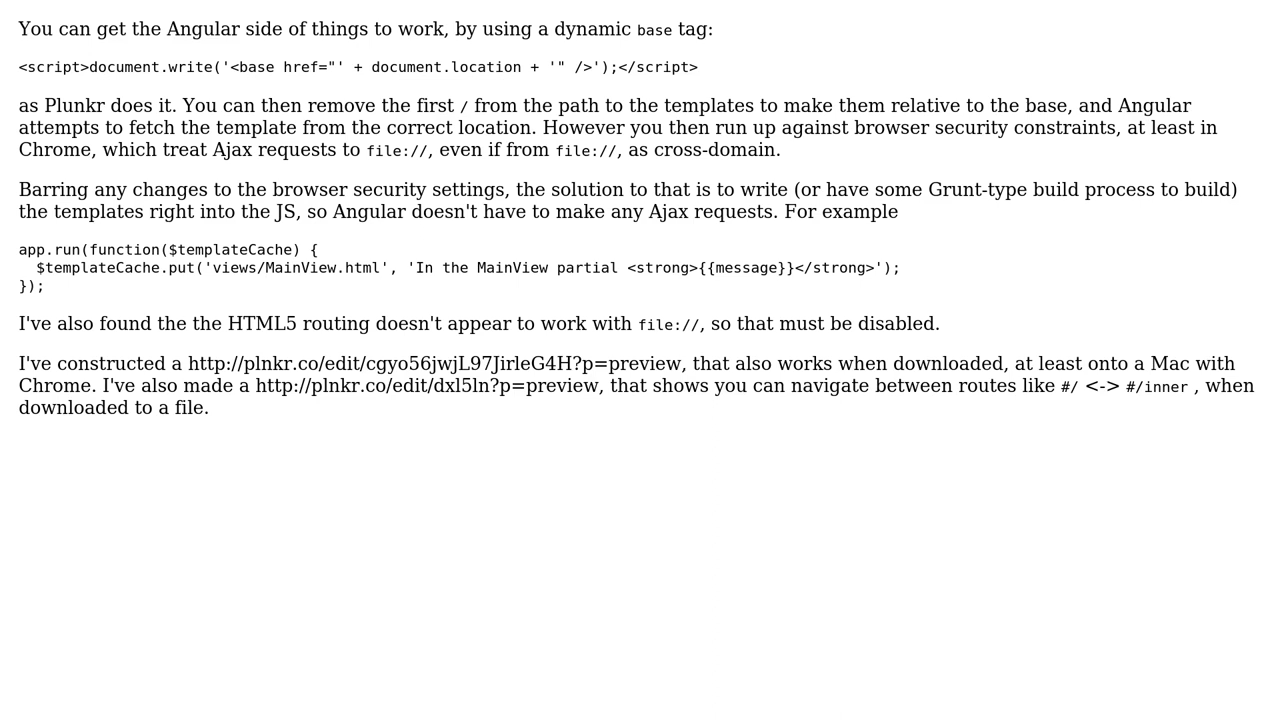 You can get the Angular side of things to work, by using a dynamic base tag:
<script>document.write('<base href="' + document.location + '" />');</script>
as Plunkr does it. You can then remove the first / from the path to the templates to make them relative to the base, and Angular
attempts to fetch the template from the correct location. However you then run up against browser security constraints, at least in
Chrome, which treat Ajax requests to file://, even if from file://, as cross-domain.
Barring any changes to the browser security settings, the solution to that is to write (or have some Grunt-type build process to build)
the templates right into the JS, so Angular doesn't have to make any Ajax requests. For example
app.run(function($templateCache) {
  $templateCache.put('views/MainView.html', 'In the MainView partial <strong>{{message}}</strong>');
});
I've also found the the HTML5 routing doesn't appear to work with file://, so that must be disabled.
I've constructed a http://plnkr.co/edit/cgyo56jwjL97JirleG4H?p=preview, that also works when downloaded, at least onto a Mac with
Chrome. I've also made a http://plnkr.co/edit/dxl5ln?p=preview, that shows you can navigate between routes like #/ <-> #/inner , when
downloaded to a file.